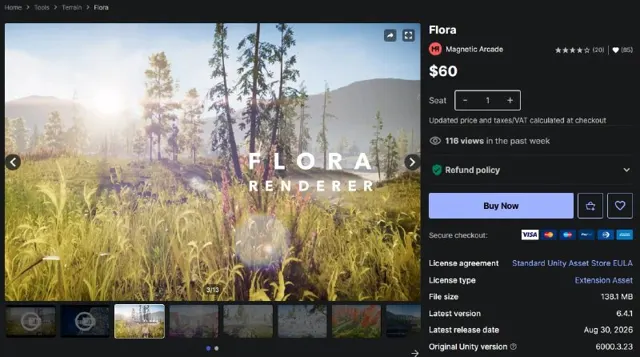 Home > Tools > Terrain > Flora
Flora
MR Magnetic Arcade
(20) | (85)
$60
Seat - 1 +
Updated price and taxes/VAT calculated at checkout
116 views in the past week
Refund policy
Buy Now
Secure checkout: VISA
License agreement Standard Unity Asset Store EULA
License type Extension Asset
File size 138.1 MB
Latest version 6.4.1
Latest release date Aug 30, 2026
Original Unity version 6000.3.23
FLORA
RENDERER
3/13